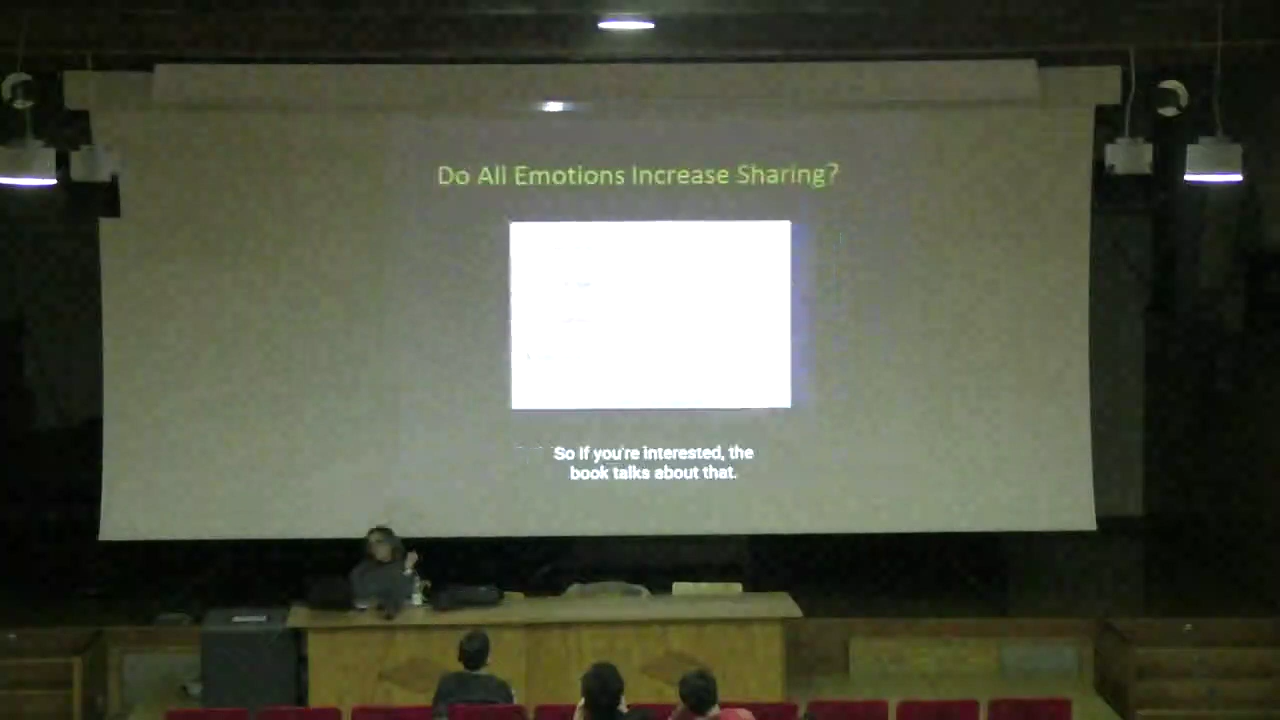 Do All Emotions Increase Sharing?
So if you're interested, the
book talks about that.